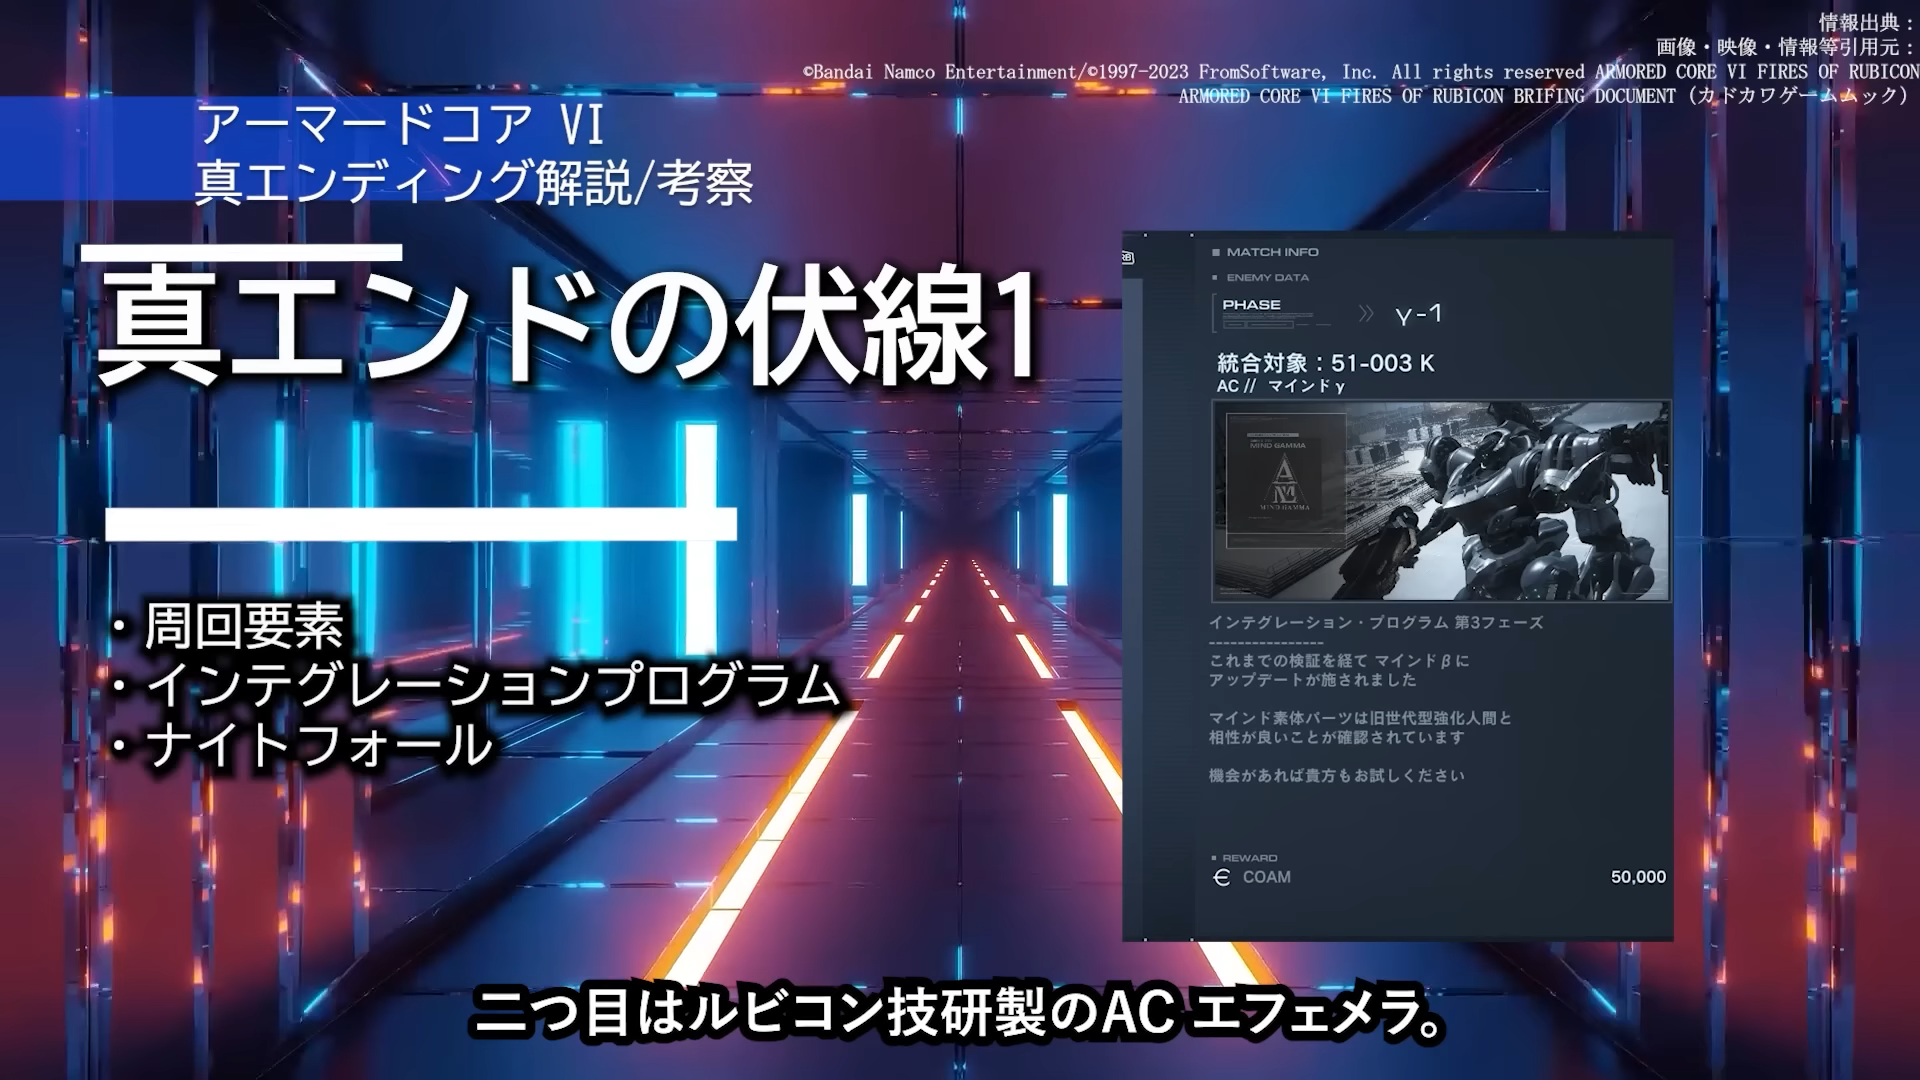 情報出典：
画像・映像・情報等引用元：
©Bandai Namco Entertainment/©1997-2023 FromSoftware, Inc. All rights reserved ARMORED CORE VI FIRES OF RUBICON
ARMORED CORE VI FIRES OF RUBICON BRIFING DOCUMENT (カドカワゲームムック)
アーマードコア VI
真エンディング解説/考察
真エンドの伏線1
・周回要素
・インテグレーションプログラム
・ナイトフォール
MATCH INFO
ENEMY DATA
PHASE
γ-1
統合対象：51-003 K
AC // マインドγ
MIND GAMMA
MIND GAMMA
インテグレーション・プログラム 第3フェーズ
----------------
これまでの検証を経て マインドβに
アップデートが施されました
マインド素体パーツは旧世代型強化人間と
相性が良いことが確認されています
機会があれば貴方もお試しください
REWARD
COAM
50,000
二つ目はルビコン技研製のAC エフェメラ。